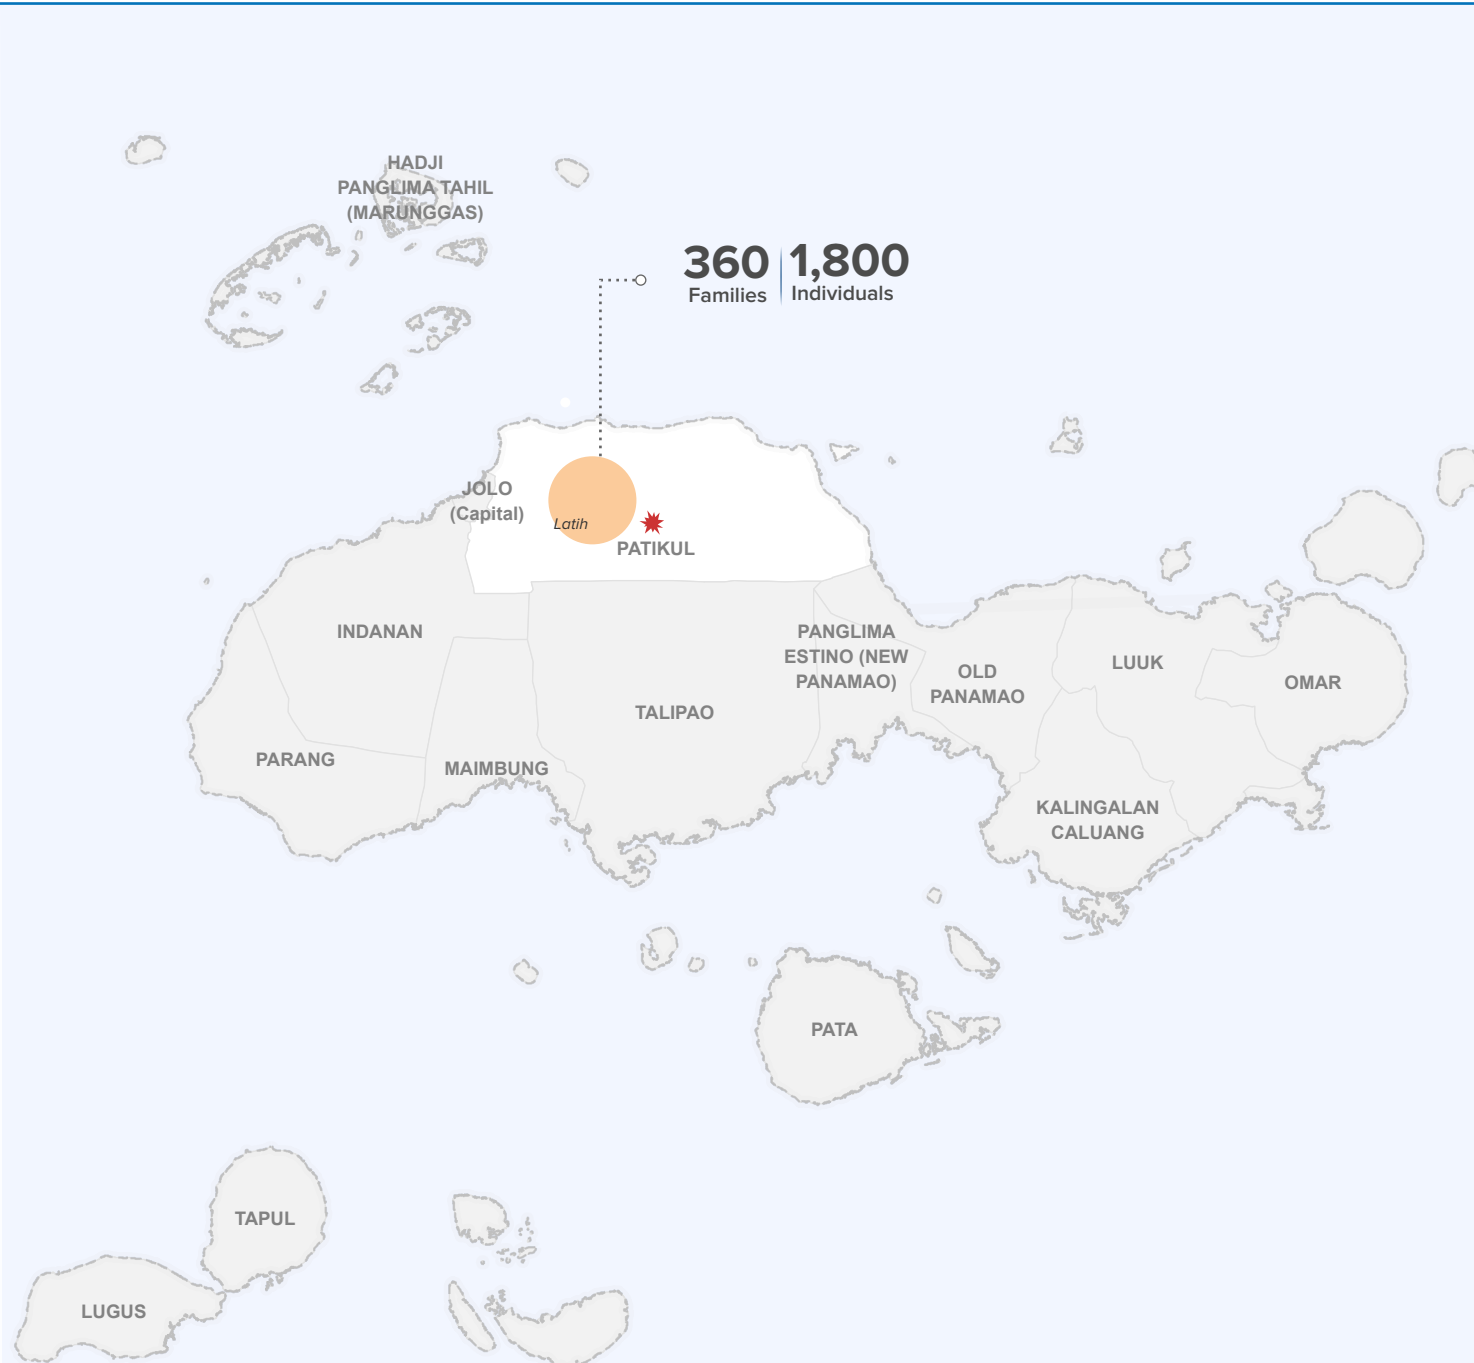 HADJI
PANGLIMA TAHIL
(MARUNGGAS)
360
Families
1,800
Individuals
JOLO
(Capital)
Latih
PATIKUL
INDANAN
PANGLIMA
ESTINO (NEW
PANAMAO)
OLD
PANAMAO
LUUK
OMAR
TALIPAO
PARANG
MAIMBUNG
KALINGALAN
CALUANG
PATA
TAPUL
LUGUS